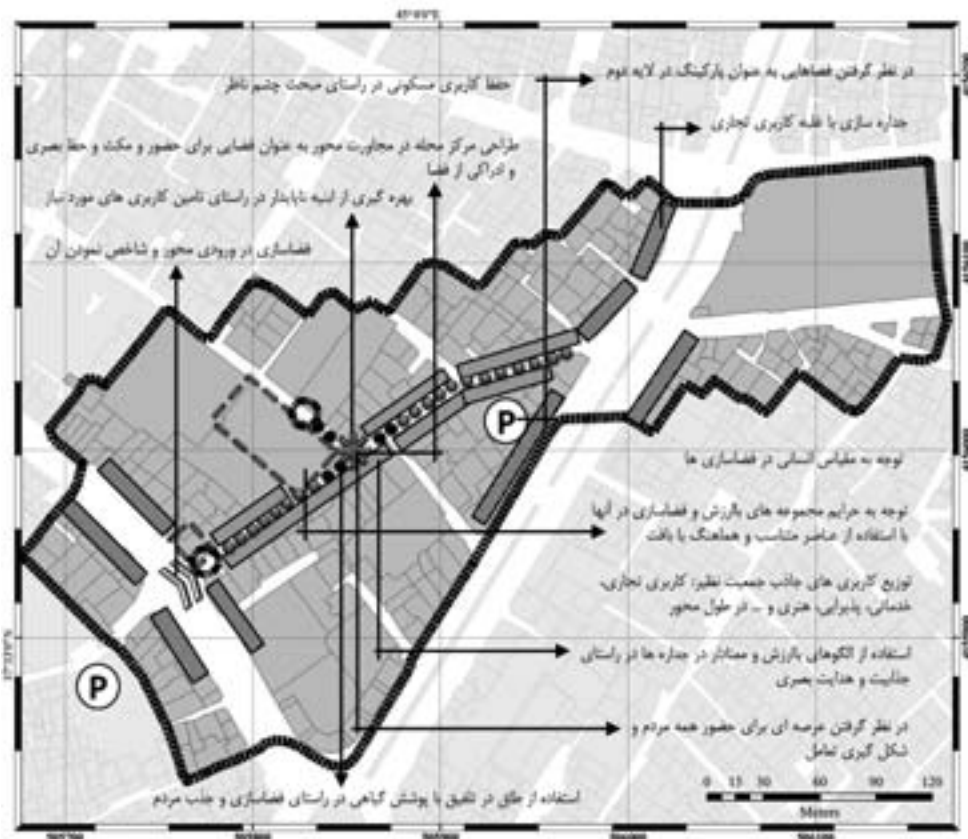 45°0'0"E
در نظر گرفتن فضاهایی به عنوان پارکینگ در لایه دوم
حفظ کاربری مسکونی در راستای مبحث چشم ناظر
جداره سازی با غلبه کاربری تجاری
طراحی مرکز محله در مجاورت محور به عنوان فضایی برای حضور و مکث و حفظ بصری
و ادراکی از فضا
بهره گیری از ابنیه ناپایدار در راستای تامین کاربری های مورد نیاز
فضاسازی در ورودی محور و شاخص نمودن آن
P
توجه به مقیاس انسانی در فضاسازی ها
توجه به حرایم مجموعه های باارزش و فضاسازی در آنها
با استفاده از عناصر متناسب و هماهنگ با بافت
توزیع کاربری های جاذب جمعیت نظیر: کاربری تجاری،
خدماتی، پذیرایی، هنری و ... در طول محور
استفاده از الگوهای باارزش و معنادار در جداره ها در راستای
جذابیت و هدایت بصری
P
در نظر گرفتن عرصه ای برای حضور همه مردم و
شکل گیری تعامل
استفاده از طاق در تلفیق با پوشش گیاهی در راستای فضاسازی و جذب مردم
0 15 30 60 90 120
Meters